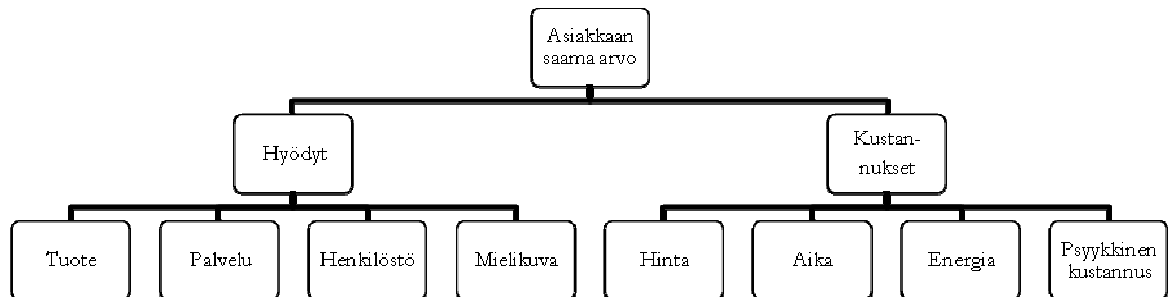 Asiakkaan
saama arvo
Hyödyt
Kustan-
nukset
Tuote
Palvelu
Henkilöstö
Mielikuva
Hinta
Aika
Energia
Psyykkinen
kustannus